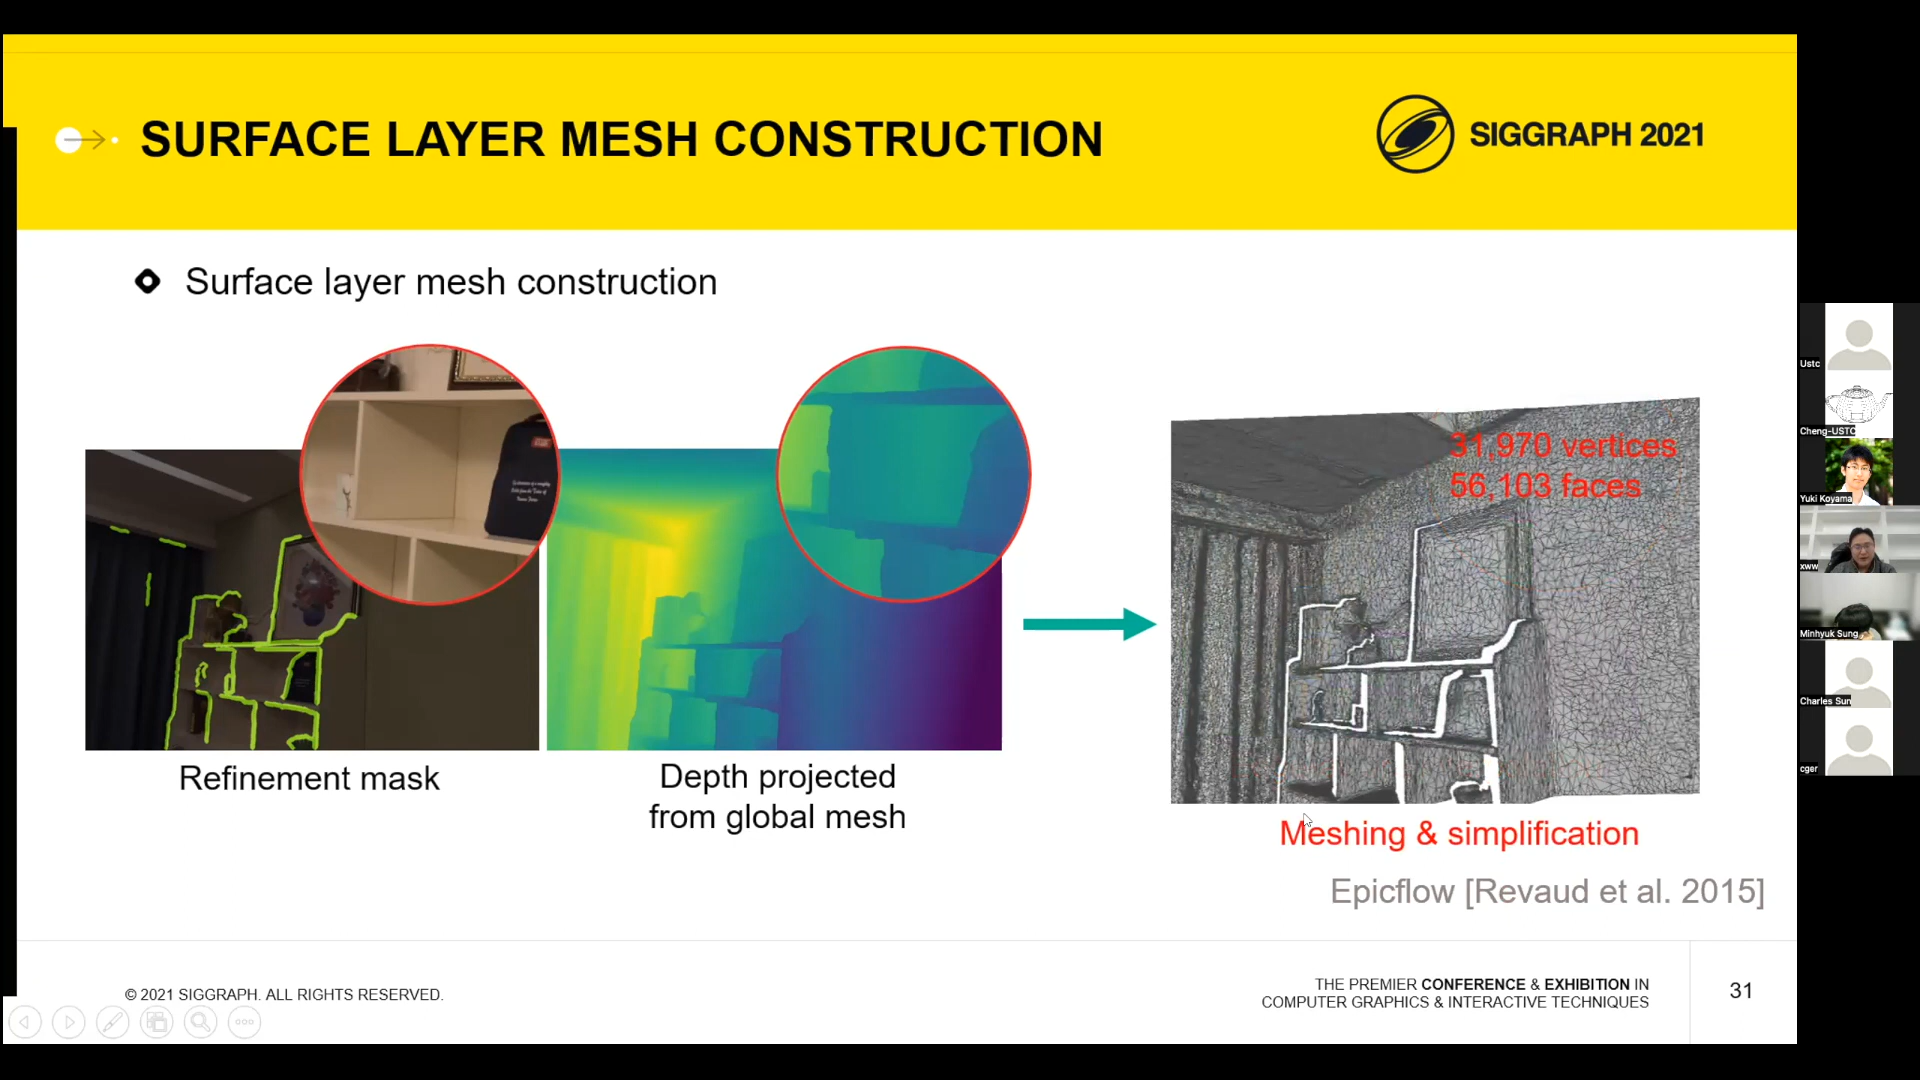 SURFACE LAYER MESH CONSTRUCTION
SIGGRAPH 2021
Surface layer mesh construction
31,970 vertices
56,103 faces
Refinement mask
Depth projected
from global mesh
Meshing & simplification
Epicflow [Revaud et al. 2015]
© 2021 SIGGRAPH. ALL RIGHTS RESERVED.
THE PREMIER CONFERENCE & EXHIBITION IN
COMPUTER GRAPHICS & INTERACTIVE TECHNIQUES
31
Ustc
Cheng-USTC
Yuki Koyama
xww
Minhyuk Sung
Charles Sun
cger